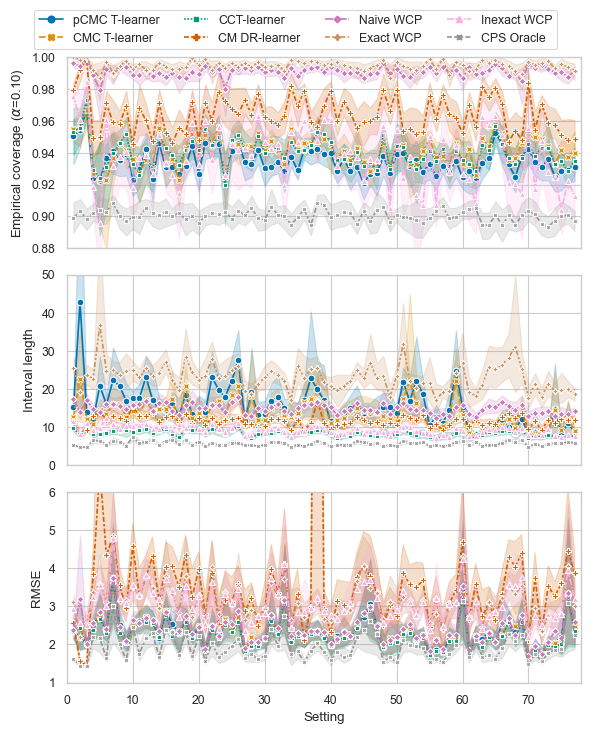 pCMC T-learner CCT-learner Naive WCP Inexact WCP
CMC T-learner CM DR-learner Exact WCP CPS Oracle
Empirical coverage (α=0.10)
1.00
0.98
0.96
0.94
0.92
0.90
0.88
Interval length
50
40
30
20
10
0
RMSE
6
5
4
3
2
1
0 10 20 30 40 50 60 70
Setting